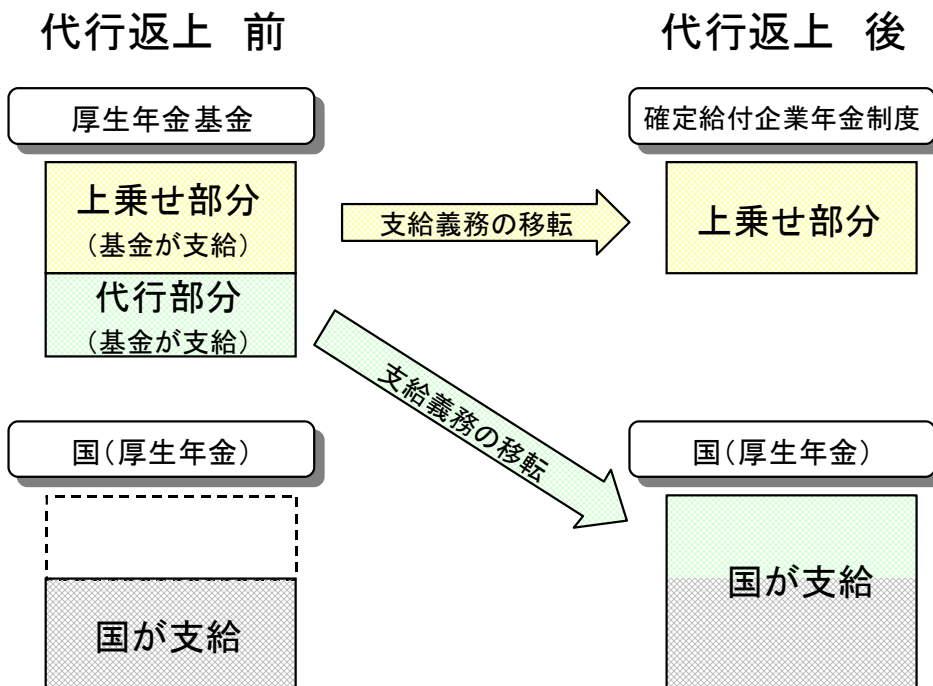 代行返上 前
代行返上 後
厚生年金基金
確定給付企業年金制度
上乗せ部分
(基金が支給)
支給義務の移転
上乗せ部分
代行部分
(基金が支給)
支給義務の移転
国(厚生年金)
国(厚生年金)
国が支給
国が支給